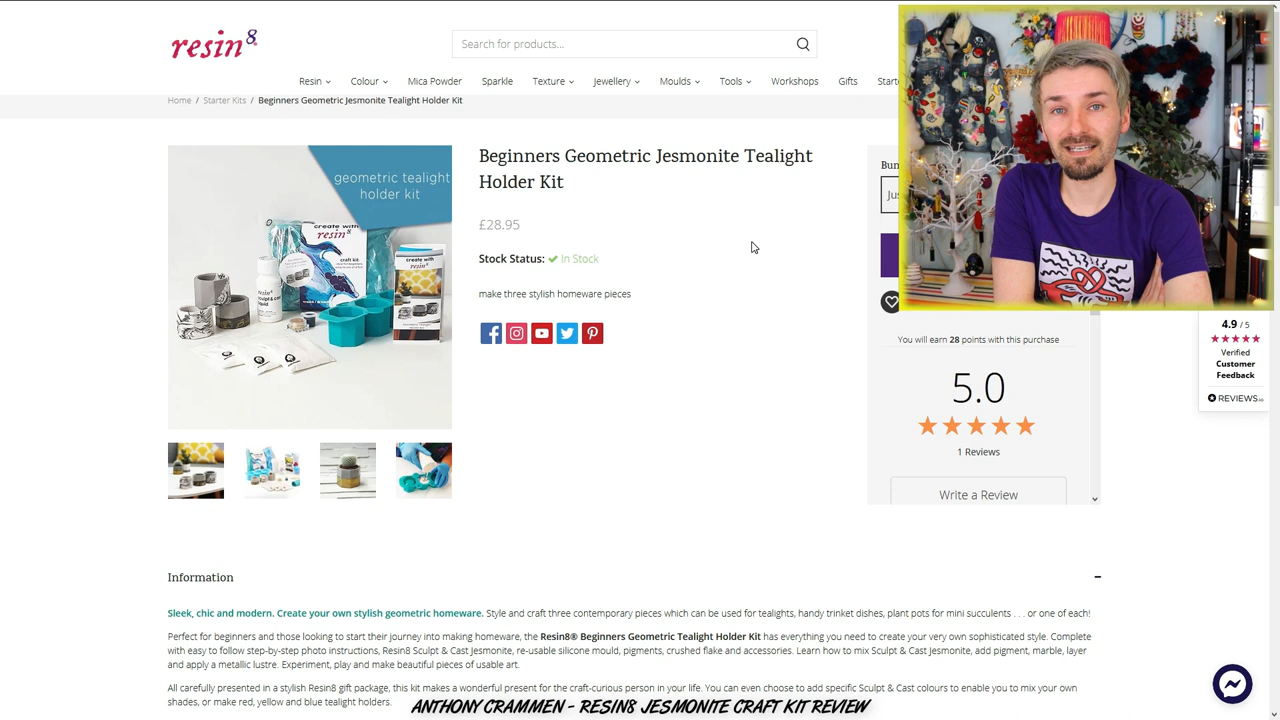 resin8
Search for products...
Resin
Colour
Mica Powder
Sparkle
Texture
Jewellery
Moulds
Tools
Workshops
Gifts
Home / Starter Kits / Beginners Geometric Jesmonite Tealight Holder Kit
geometric tealight
holder kit
create with
resin8
craft kit
create with
resin8
Beginners Geometric Jesmonite Tealight
Holder Kit
£28.95
Stock Status: In Stock
make three stylish homeware pieces
You will earn 28 points with this purchase
5.0
1 Reviews
Write a Review
4.9 / 5
Verified
Customer
Feedback
REVIEWS.io
Information
Sleek, chic and modern. Create your own stylish geometric homeware. Style and craft three contemporary pieces which can be used for tealights, handy trinket dishes, plant pots for mini succulents . . . or one of each!
Perfect for beginners and those looking to start their journey into making homeware, the Resin8® Beginners Geometric Tealight Holder Kit has everything you need to create your very own sophisticated style. Complete
with easy to follow step-by-step photo instructions, Resin8 Sculpt & Cast Jesmonite, re-usable silicone mould, pigments, crushed flake and accessories. Learn how to mix Sculpt & Cast Jesmonite, add pigment, marble, layer
and apply a metallic lustre. Experiment, play and make beautiful pieces of usable art.
All carefully presented in a stylish Resin8 gift package, this kit makes a wonderful present for the craft-curious person in your life. You can even choose to add specific Sculpt & Cast colours to enable you to mix your own
shades, or make red, yellow and blue tealight holders.
ANTHONY CRAMMEN - RESIN8 JESMONITE CRAFT KIT REVIEW